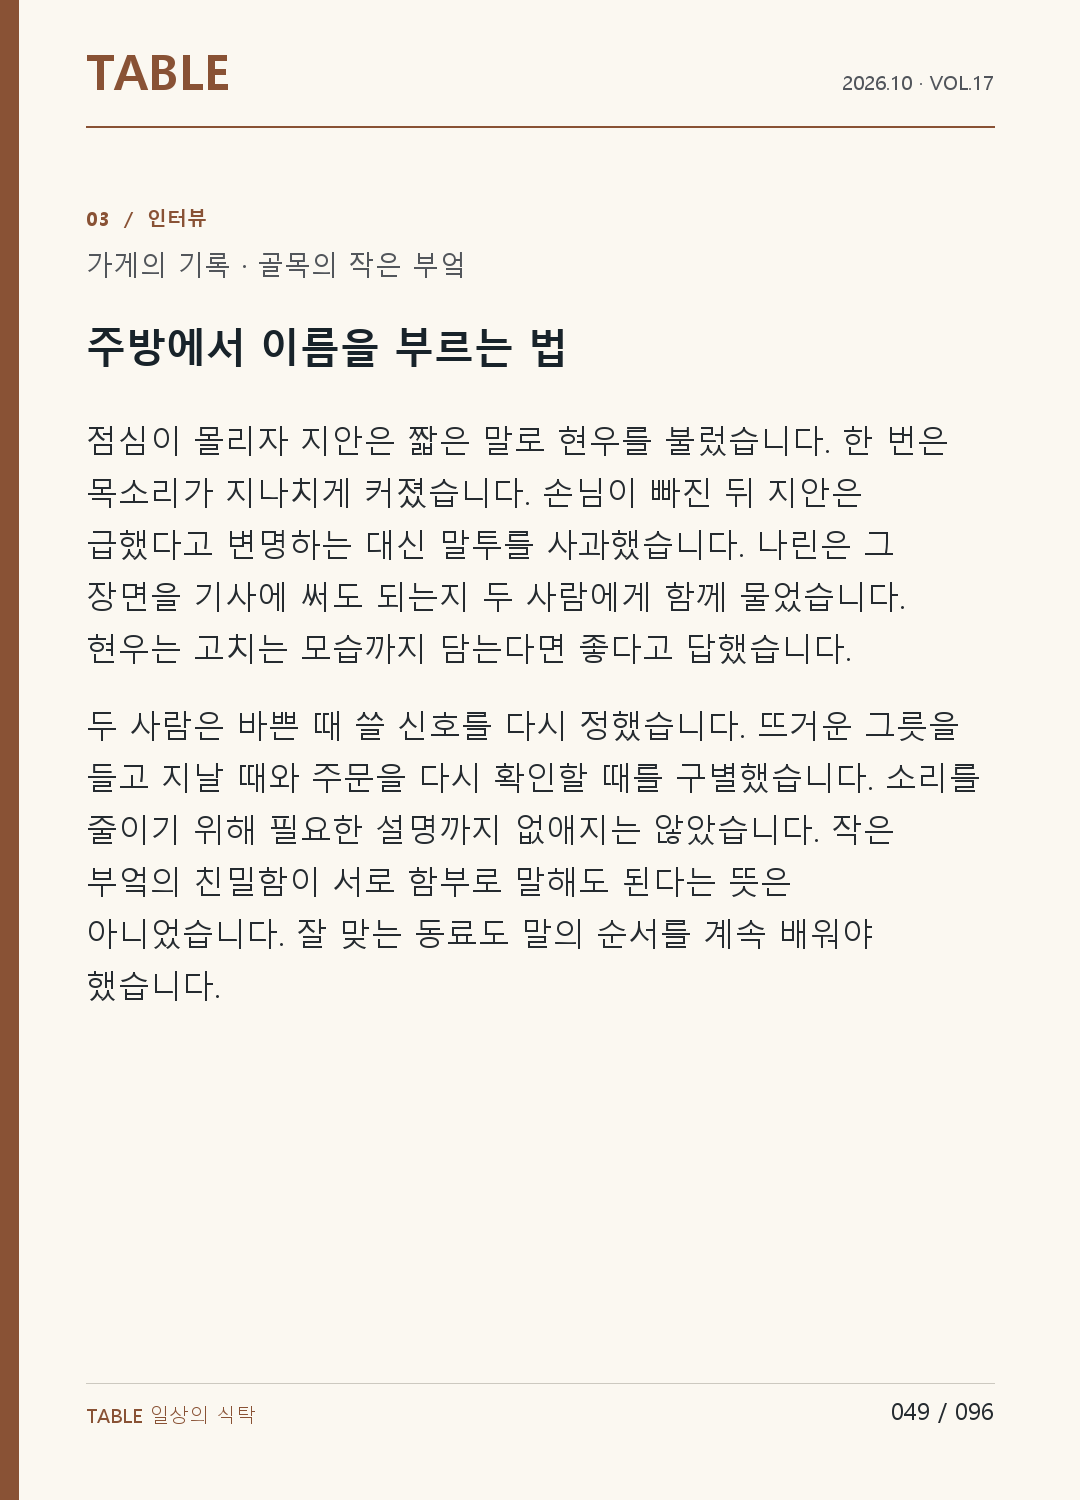 TABLE
2026.10 · VOL.17
03 / 인터뷰
가게의 기록 · 골목의 작은 부엌
주방에서 이름을 부르는 법
점심이 몰리자 지안은 짧은 말로 현우를 불렀습니다. 한 번은
목소리가 지나치게 커졌습니다. 손님이 빠진 뒤 지안은
급했다고 변명하는 대신 말투를 사과했습니다. 나린은 그
장면을 기사에 써도 되는지 두 사람에게 함께 물었습니다.
현우는 고치는 모습까지 담는다면 좋다고 답했습니다.
두 사람은 바쁜 때 쓸 신호를 다시 정했습니다. 뜨거운 그릇을
들고 지날 때와 주문을 다시 확인할 때를 구별했습니다. 소리를
줄이기 위해 필요한 설명까지 없애지는 않았습니다. 작은
부엌의 친밀함이 서로 함부로 말해도 된다는 뜻은
아니었습니다. 잘 맞는 동료도 말의 순서를 계속 배워야
했습니다.
TABLE 일상의 식탁
049 / 096